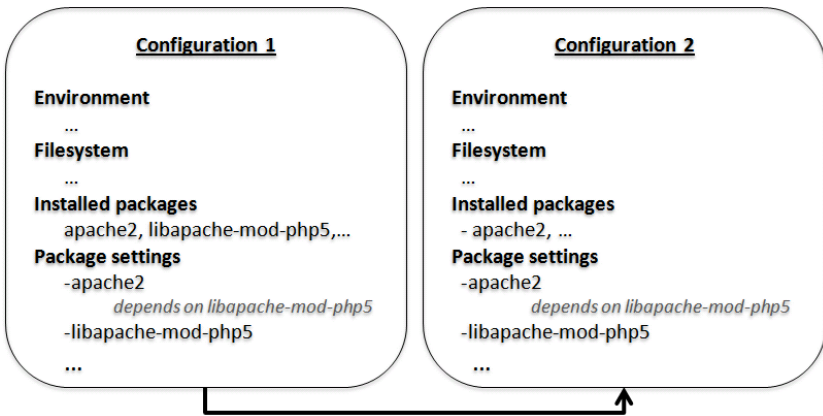 Configuration 1
Environment
...
Filesystem
...
Installed packages
apache2, libapache-mod-php5,...
Package settings
-apache2
depends on libapache-mod-php5
-libapache-mod-php5
...
Configuration 2
Environment
...
Filesystem
...
Installed packages
- apache2, ...
Package settings
-apache2
depends on libapache-mod-php5
-libapache-mod-php5
...